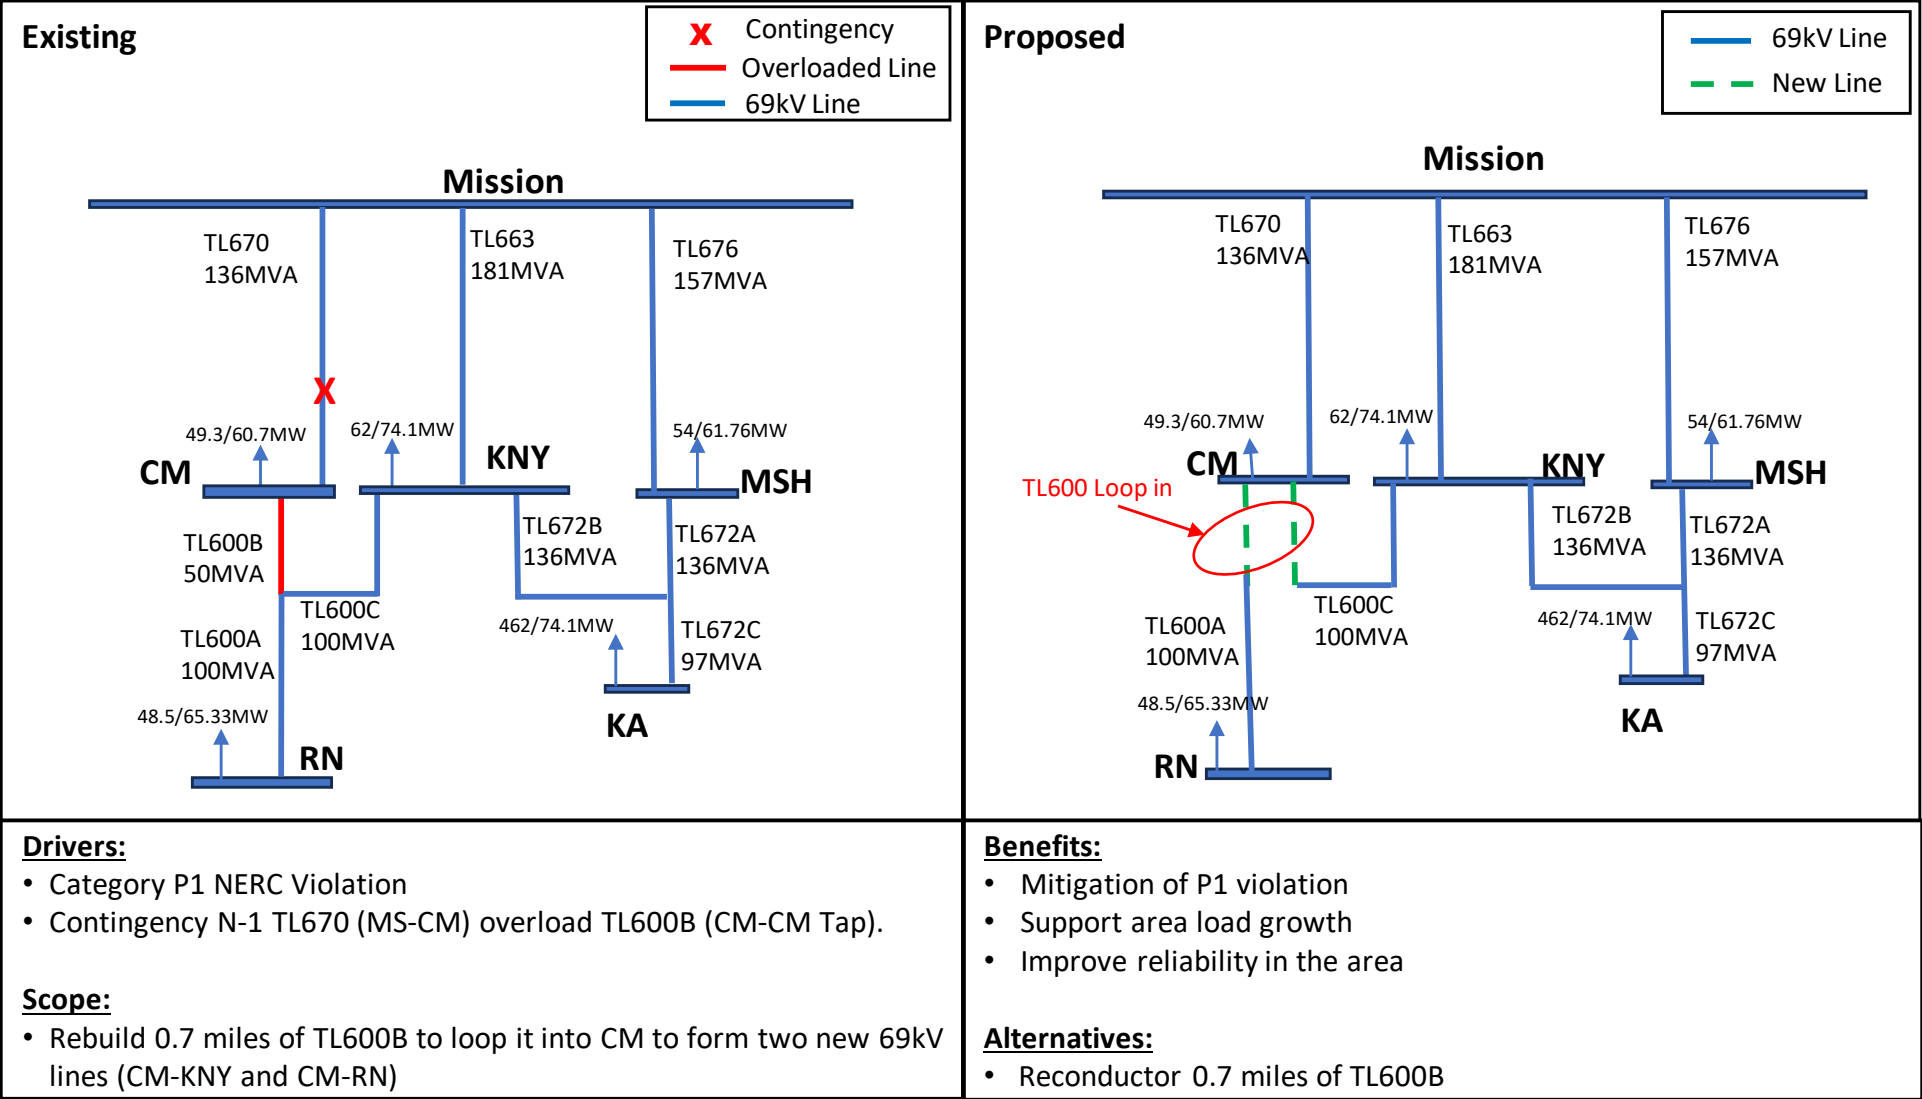 Existing
X Contingency
Overloaded Line
69kV Line
Mission
TL670
136MVA
TL663
181MVA
TL676
157MVA
X
49.3/60.7MW
62/74.1MW
54/61.76MW
CM
KNY
MSH
TL600B
50MVA
TL672B
136MVA
TL672A
136MVA
TL600C
100MVA
TL600A
100MVA
462/74.1MW
TL672C
97MVA
48.5/65.33MW
KA
RN
Proposed
69kV Line
New Line
Mission
TL670
136MVA
TL663
181MVA
TL676
157MVA
49.3/60.7MW
62/74.1MW
54/61.76MW
CM
KNY
MSH
TL600 Loop in
TL672B
136MVA
TL672A
136MVA
TL600C
100MVA
TL600A
100MVA
462/74.1MW
TL672C
97MVA
48.5/65.33MW
KA
RN
Drivers:
• Category P1 NERC Violation
• Contingency N-1 TL670 (MS-CM) overload TL600B (CM-CM Tap).
Scope:
• Rebuild 0.7 miles of TL600B to loop it into CM to form two new 69kV
lines (CM-KNY and CM-RN)
Benefits:
• Mitigation of P1 violation
• Support area load growth
• Improve reliability in the area
Alternatives:
• Reconductor 0.7 miles of TL600B